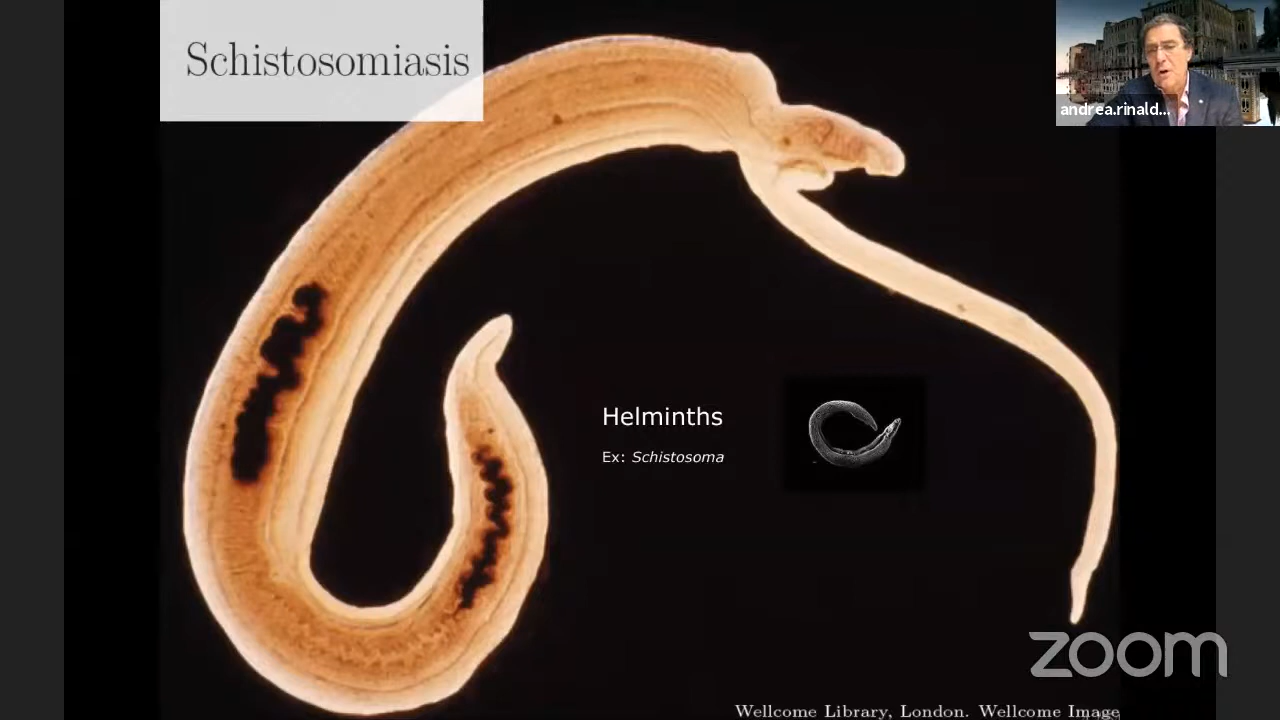 Schistosomiasis
andrea.rinald...
Helminths
Ex: Schistosoma
zoom
Wellcome Library, London. Wellcome Image